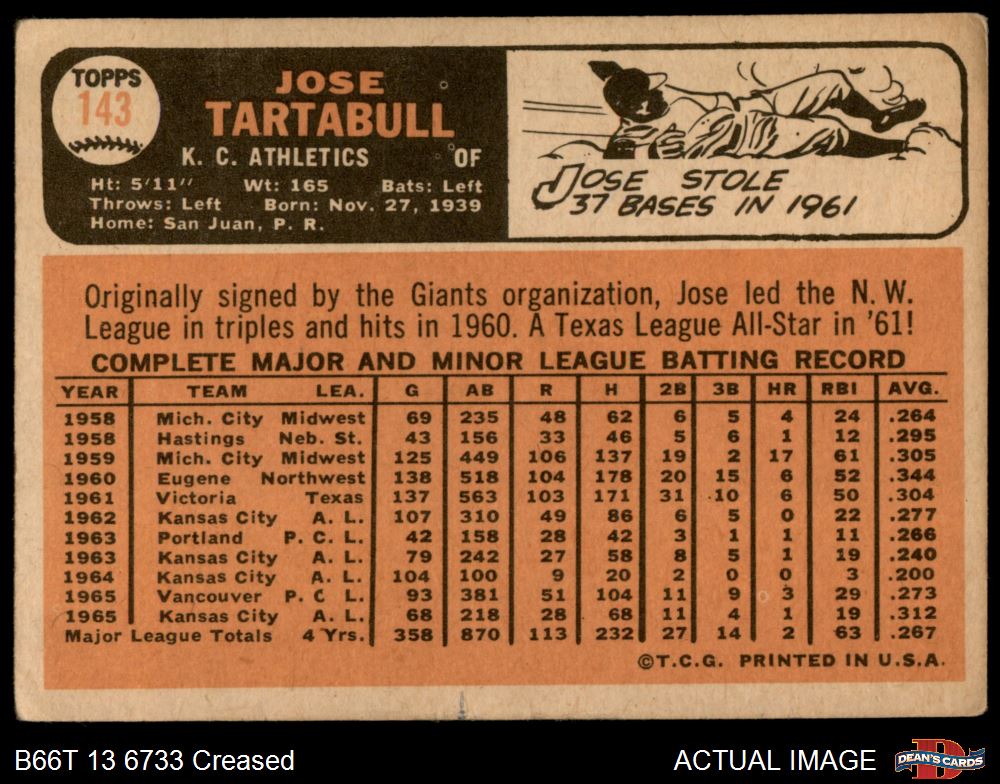 TOPPS
143
JOSE
TARTABULL
K. C. ATHLETICS OF
Ht: 5'11" Wt: 165 Bats: Left
Throws: Left Born: Nov. 27, 1939
Home: San Juan, P. R.
JOSE STOLE
37 BASES IN 1961
Originally signed by the Giants organization, Jose led the N. W.
League in triples and hits in 1960. A Texas League All-Star in '61!
COMPLETE MAJOR AND MINOR LEAGUE BATTING RECORD
YEAR TEAM LEA. G AB R H 2B 3B HR RBI AVG.
1958 Mich. City Midwest 69 235 48 62 6 5 4 24 .264
1958 Hastings Neb. St. 43 156 33 46 5 6 1 12 .295
1959 Mich. City Midwest 125 449 106 137 19 2 17 61 .305
1960 Eugene Northwest 138 518 104 178 20 15 6 52 .344
1961 Victoria Texas 137 563 103 171 31 10 6 50 .304
1962 Kansas City A. L. 107 310 49 86 6 5 0 22 .277
1963 Portland P. C. L. 42 158 28 42 3 1 1 11 .266
1963 Kansas City A. L. 79 242 27 58 8 5 1 19 .240
1964 Kansas City A. L. 104 100 9 20 2 0 0 3 .200
1965 Vancouver P. C L. 93 381 51 104 11 9 3 29 .273
1965 Kansas City A. L. 68 218 28 68 11 4 1 19 .312
Major League Totals 4 Yrs. 358 870 113 232 27 14 2 63 .267
©T.C.G. PRINTED IN U.S.A.
B66T 13 6733 Creased
ACTUAL IMAGE
D
DEAN'S CARDS